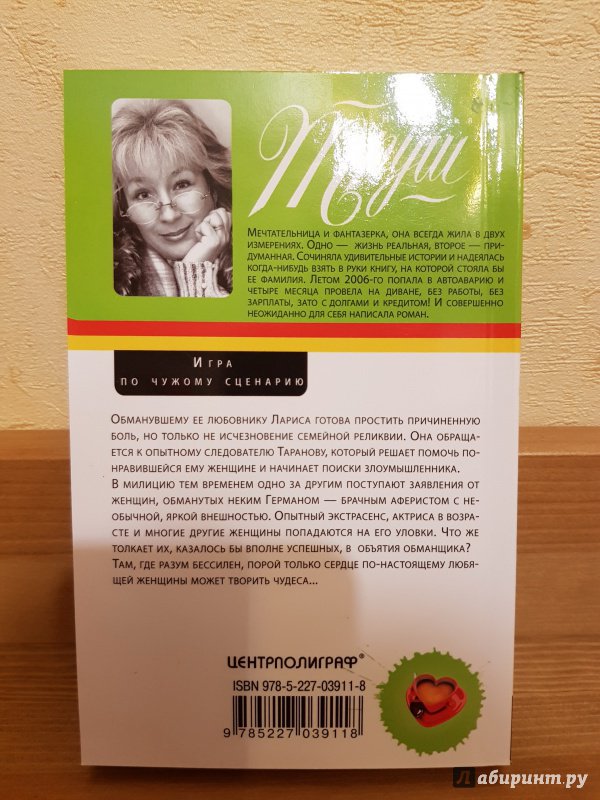 Труш
Мечтательница и фантазерка, она всегда жила в двух
измерениях. Одно — жизнь реальная, второе — при-
думанная. Сочиняла удивительные истории и надеялась
когда-нибудь взять в руки книгу, на которой стояла бы
ее фамилия. Летом 2006-го попала в автоаварию и
четыре месяца провела на диване, без работы, без
зарплаты, зато с долгами и кредитом! И совершенно
неожиданно для себя написала роман.
Игра
по чужому сценарию
Обманувшему ее любовнику Лариса готова простить причиненную
боль, но только не исчезновение семейной реликвии. Она обраща-
ется к опытному следователю Таранову, который решает помочь по-
нравившейся ему женщине и начинает поиски злоумышленника.
В милицию тем временем одно за другим поступают заявления от
женщин, обманутых неким Германом — брачным аферистом с не-
обычной, яркой внешностью. Опытный экстрасенс, актриса в возра-
сте и многие другие женщины попадаются на его уловки. Что же
толкает их, казалось бы вполне успешных, в объятия обманщика?
Там, где разум бессилен, порой только сердце по-настоящему любя-
щей женщины может творить чудеса...
ЦЕНТРПОЛИГРАФ®
ISBN 978-5-227-03911-8
9 785227 039118
Лабиринт.ру